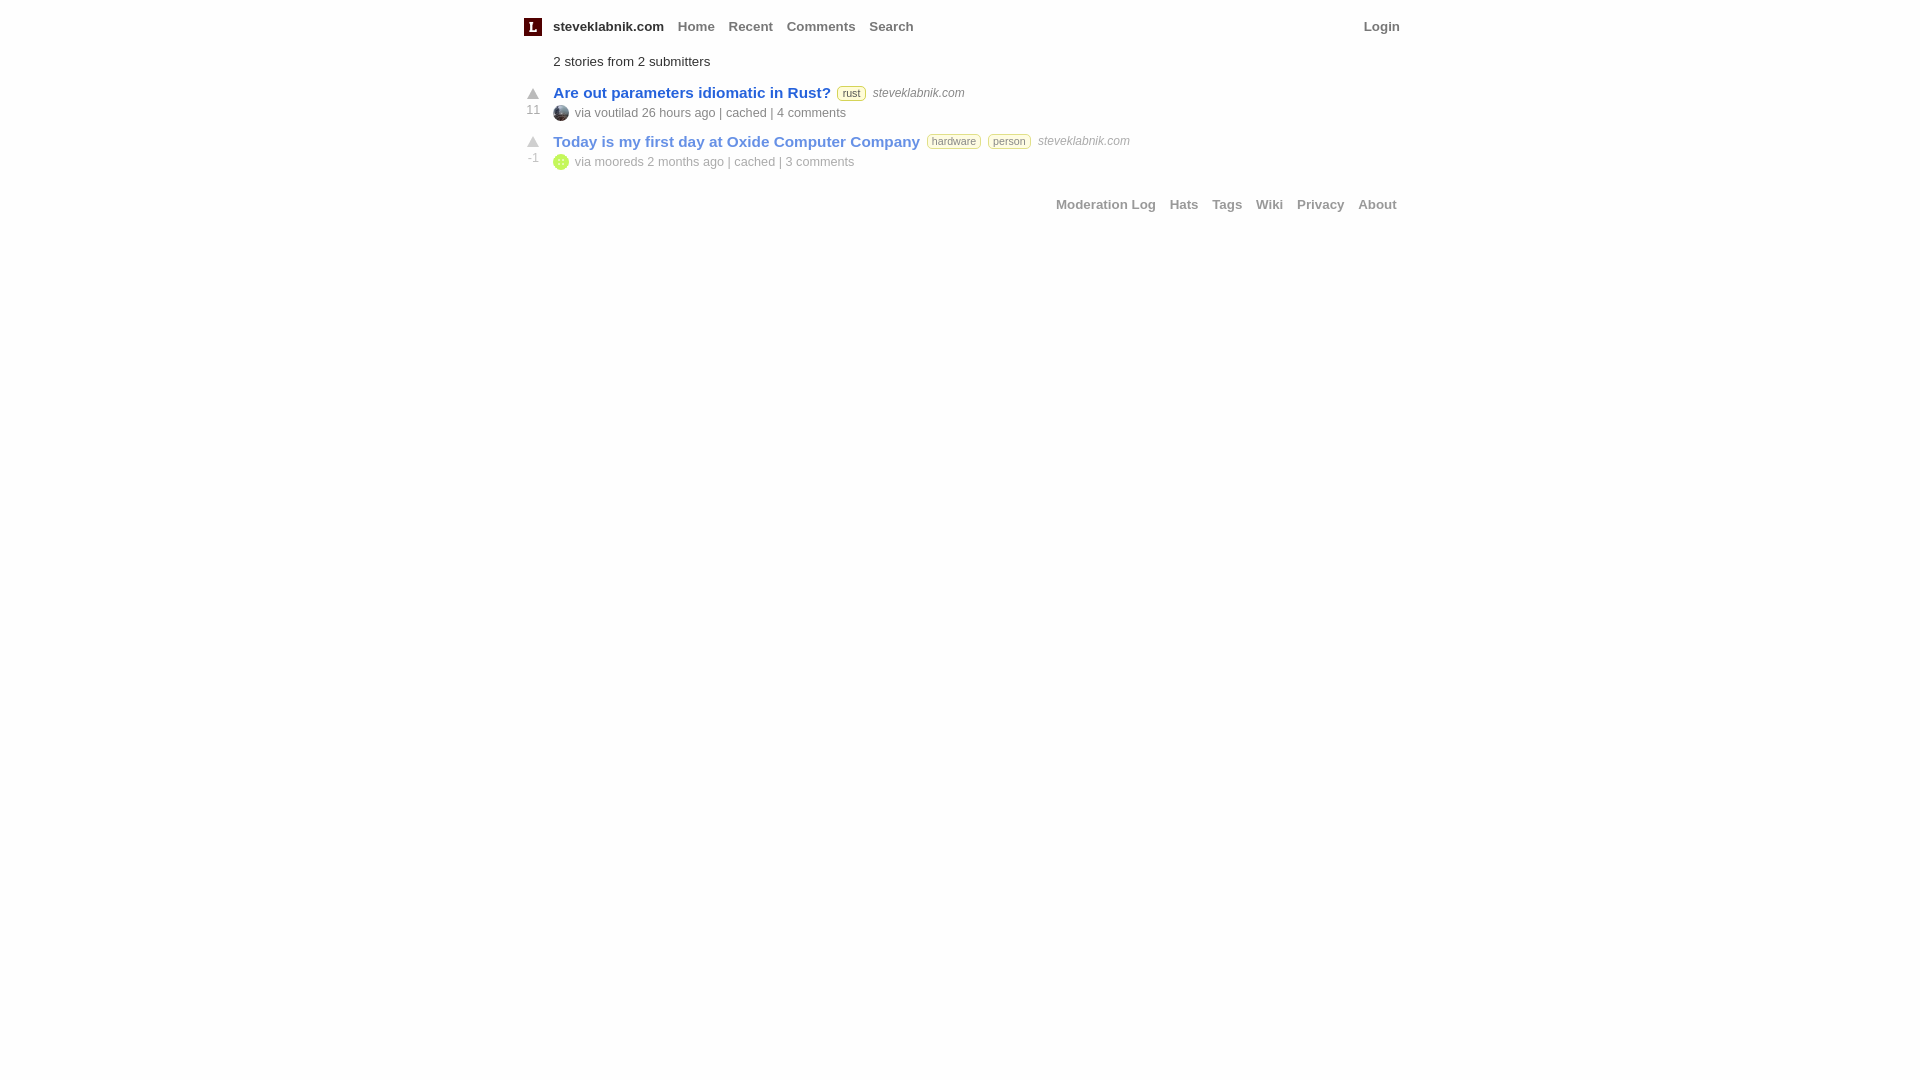 L steveklabnik.com Home Recent Comments Search Login
2 stories from 2 submitters
Are out parameters idiomatic in Rust? rust steveklabnik.com
11 via voutilad 26 hours ago | cached | 4 comments
Today is my first day at Oxide Computer Company hardware person steveklabnik.com
-1 via mooreds 2 months ago | cached | 3 comments
Moderation Log Hats Tags Wiki Privacy About